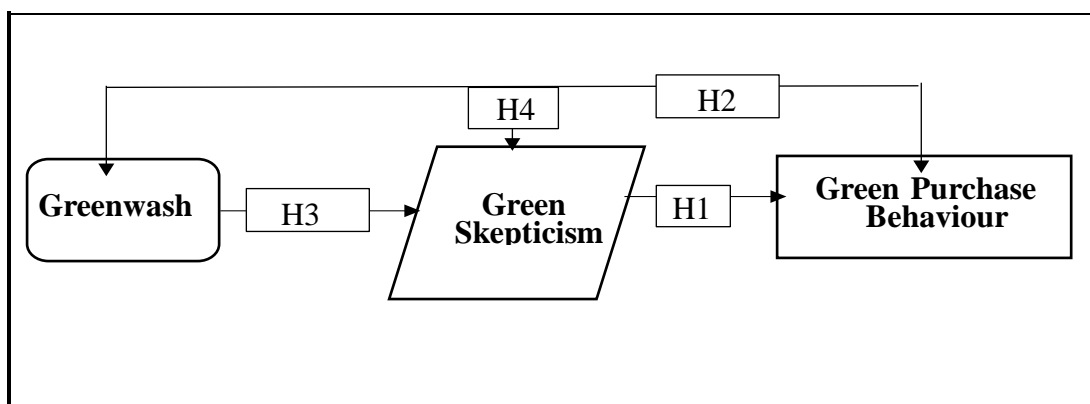 H4
H2
Greenwash
H3
Green
Skepticism
H1
Green Purchase
Behaviour